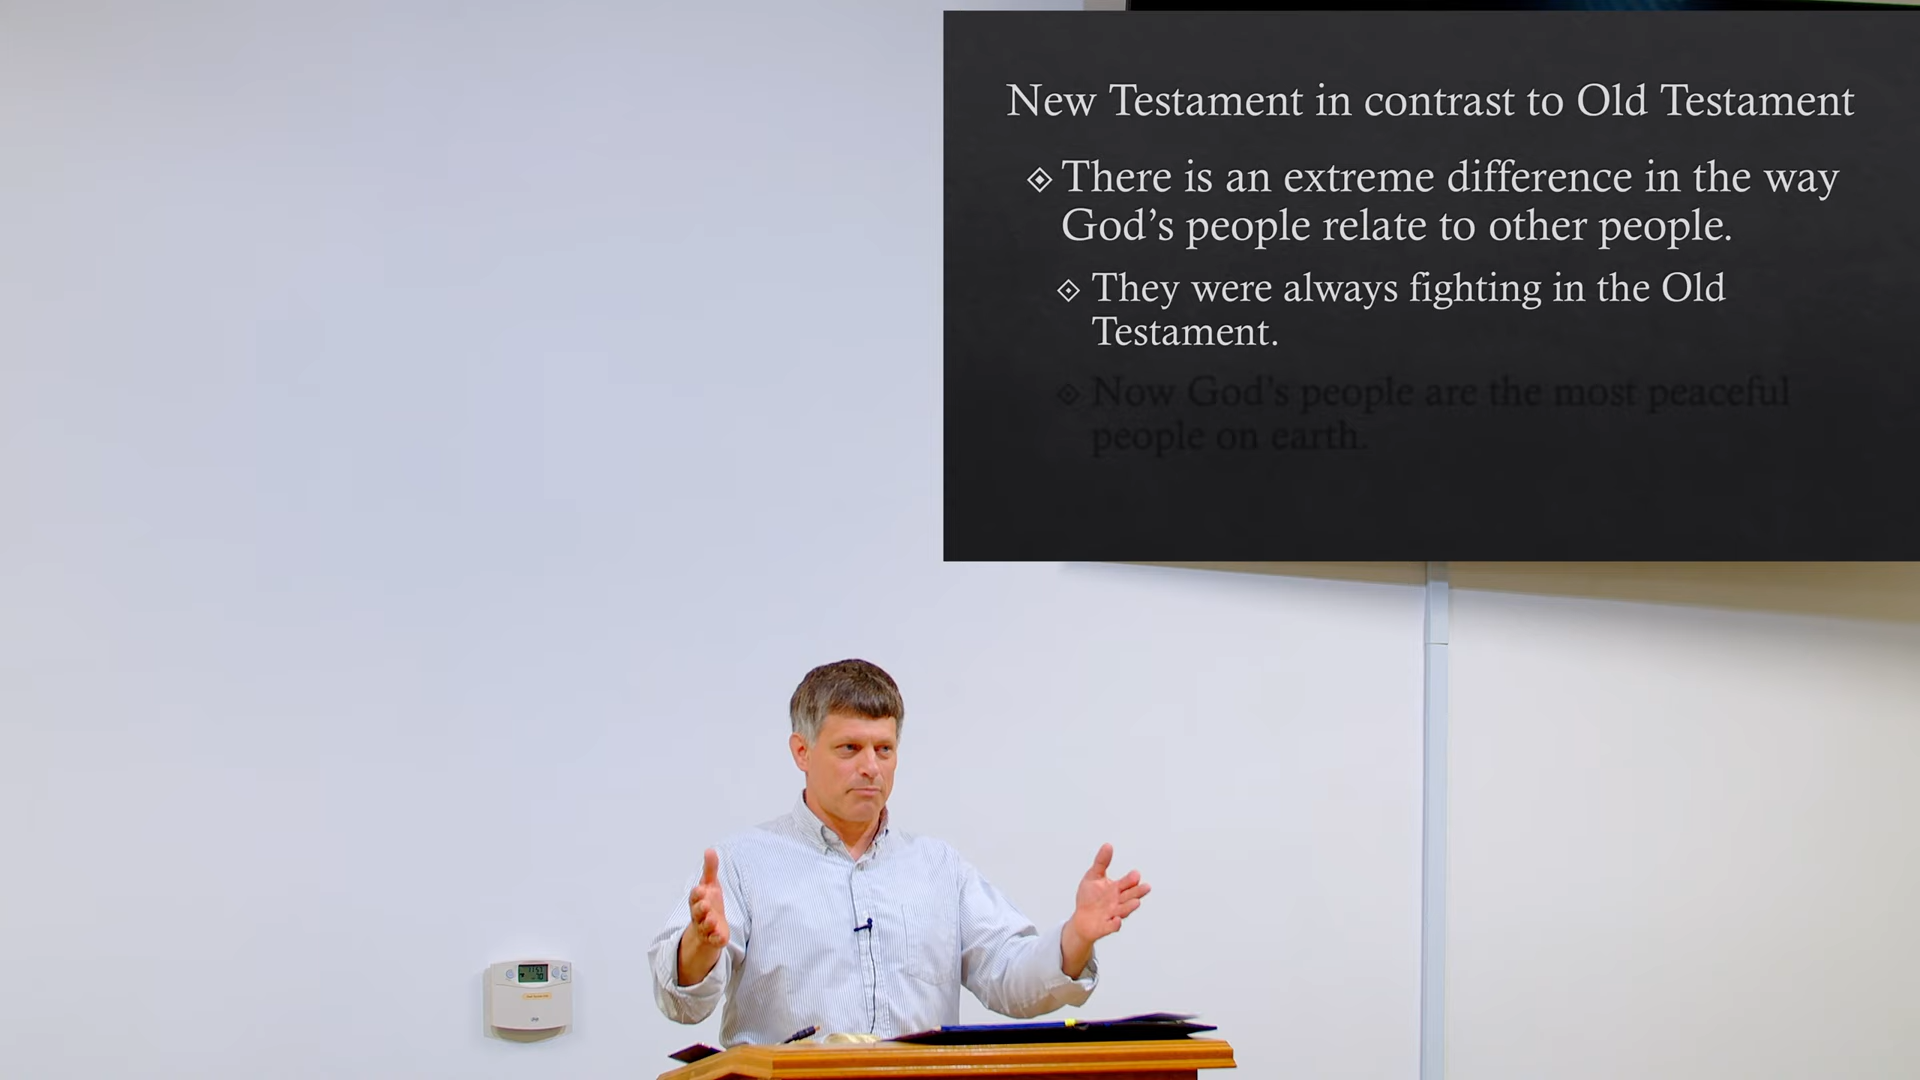 New Testament in contrast to Old Testament
There is an extreme difference in the way
God's people relate to other people.
They were always fighting in the Old
Testament.
Now God's people are the most peaceful
people on earth.